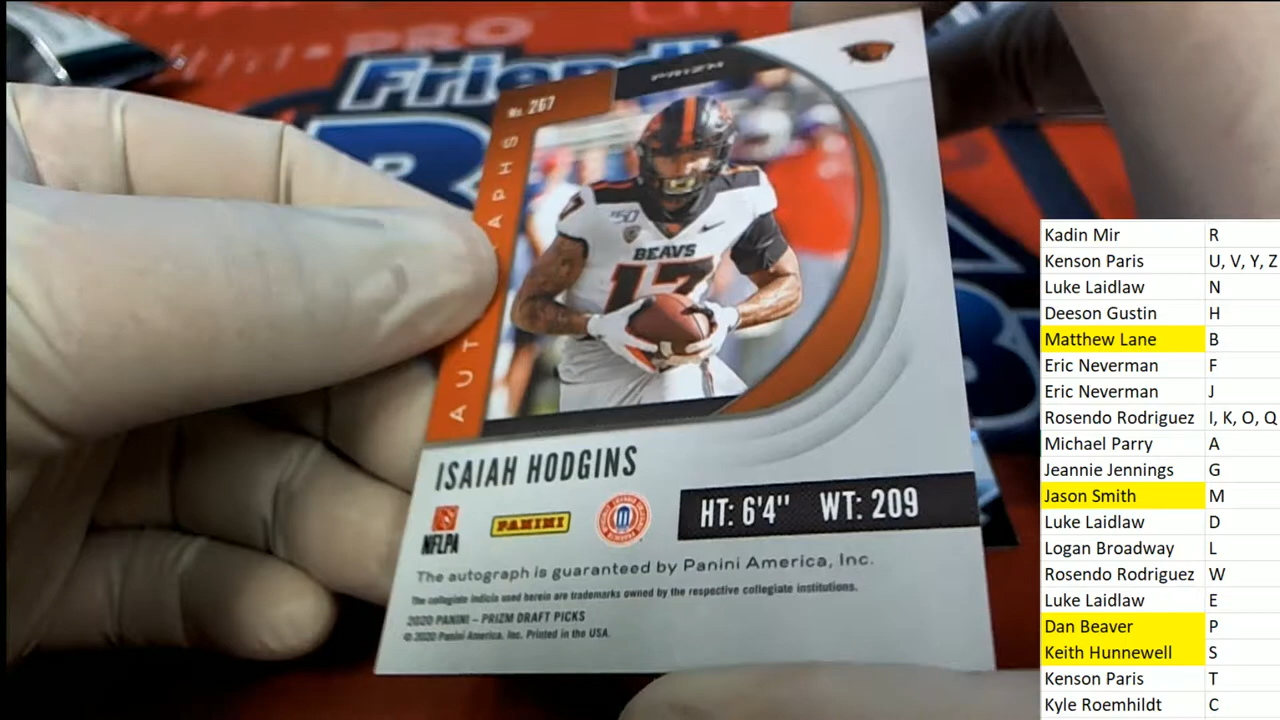 PRO
Friend
No. 267
PRIZM
AUTOGRAPHS
BEAVS
17
ISAIAH HODGINS
HT: 6'4" WT: 209
NFLPA
PANINI
The autograph is guaranteed by Panini America, Inc.
The collegiate indicia used herein are trademarks owned by the respective collegiate institutions.
2020 PANINI – PRIZM DRAFT PICKS
© 2020 Panini America, Inc. Printed in the USA.
Kadin Mir R
Kenson Paris U, V, Y, Z
Luke Laidlaw N
Deeson Gustin H
Matthew Lane B
Eric Neverman F
Eric Neverman J
Rosendo Rodriguez I, K, O, Q
Michael Parry A
Jeannie Jennings G
Jason Smith M
Luke Laidlaw D
Logan Broadway L
Rosendo Rodriguez W
Luke Laidlaw E
Dan Beaver P
Keith Hunnewell S
Kenson Paris T
Kyle Roemhildt C